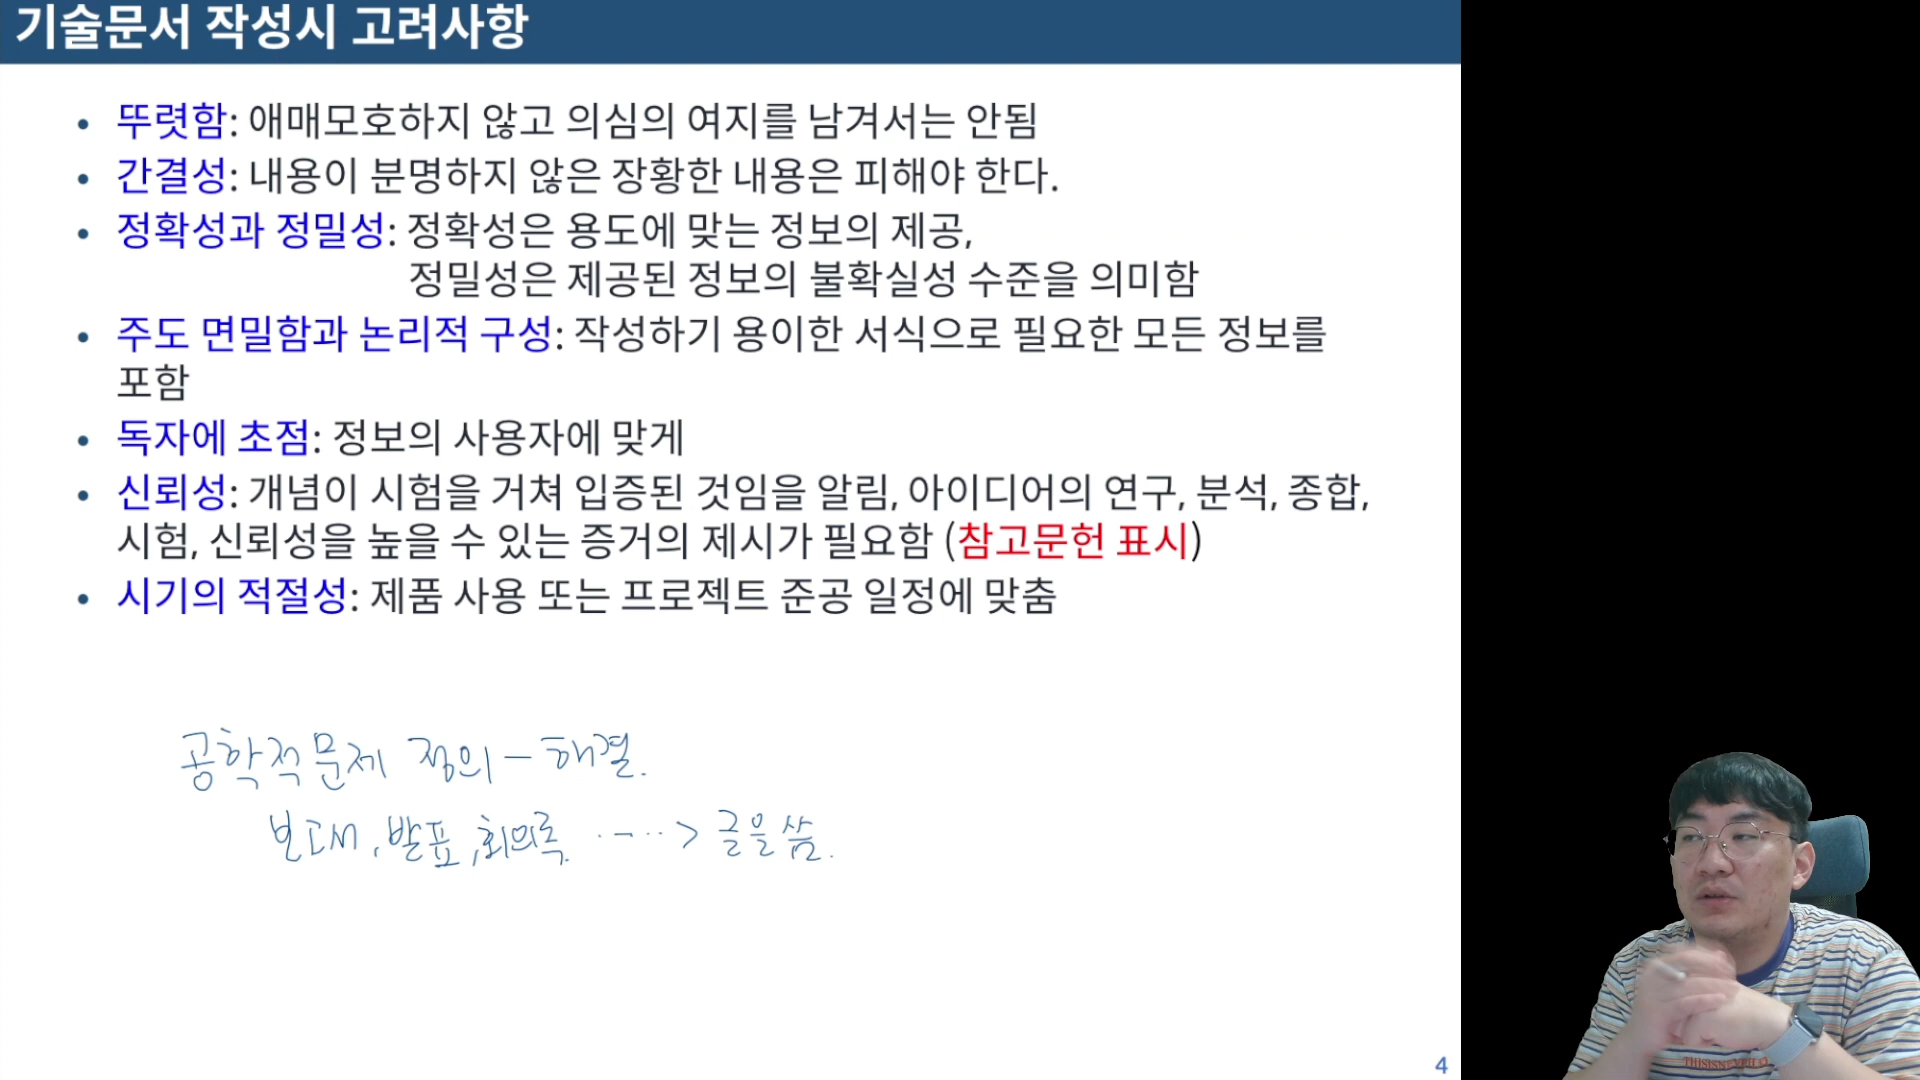 기술문서 작성시 고려사항
• 뚜렷함: 애매모호하지 않고 의심의 여지를 남겨서는 안됨
• 간결성: 내용이 분명하지 않은 장황한 내용은 피해야 한다.
• 정확성과 정밀성: 정확성은 용도에 맞는 정보의 제공,
정밀성은 제공된 정보의 불확실성 수준을 의미함
• 주도 면밀함과 논리적 구성: 작성하기 용이한 서식으로 필요한 모든 정보를
포함
• 독자에 초점: 정보의 사용자에 맞게
• 신뢰성: 개념이 시험을 거쳐 입증된 것임을 알림, 아이디어의 연구, 분석, 종합,
시험, 신뢰성을 높을 수 있는 증거의 제시가 필요함 (참고문헌 표시)
• 시기의 적절성: 제품 사용 또는 프로젝트 준공 일정에 맞춤
공학적문제 정의 – 해결.
보고서, 발표, 회의록. ·-··> 글을 씀.
4